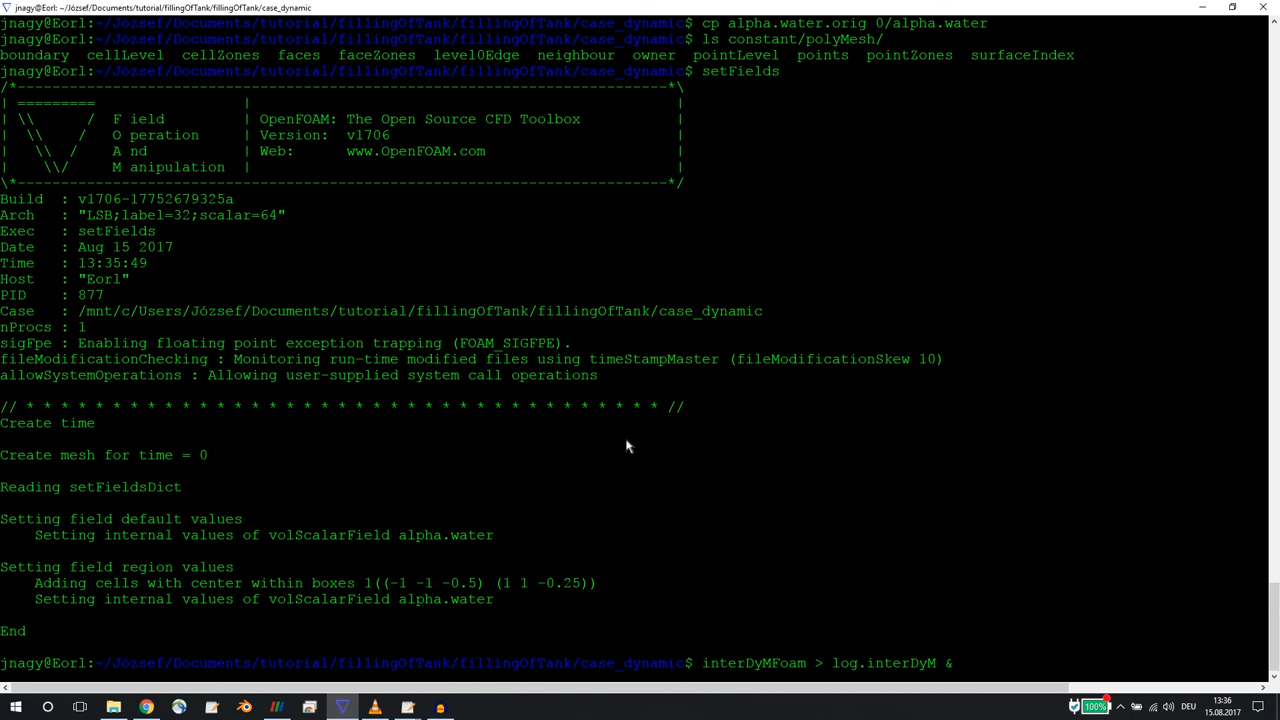 jnagy@Eorl: ~/József/Documents/tutorial/fillingOfTank/case_dynamic
jnagy@Eorl:~/József/Documents/tutorial/fillingOfTank/case_dynamic$ cp alpha.water.orig 0/alpha.water
jnagy@Eorl:~/József/Documents/tutorial/fillingOfTank/case_dynamic$ ls constant/polyMesh/
boundary  cellLevel  cellZones  faces  faceZones  level0Edge  neighbour  owner  pointLevel  points  pointZones  surfaceIndex
jnagy@Eorl:~/József/Documents/tutorial/fillingOfTank/case_dynamic$ setFields
/*---------------------------------------------------------------------------*\
| =========                 |                                                 |
| \\      /  F ield         | OpenFOAM: The Open Source CFD Toolbox           |
|  \\    /   O peration     | Version:  v1706                                 |
|   \\  /    A nd           | Web:      www.OpenFOAM.com                      |
|    \\/     M anipulation  |                                                 |
\*---------------------------------------------------------------------------*/
Build  : v1706-17752679325a
Arch   : "LSB;label=32;scalar=64"
Exec   : setFields
Date   : Aug 15 2017
Time   : 13:35:49
Host   : "Eorl"
PID    : 877
Case   : /mnt/c/Users/József/Documents/tutorial/fillingOfTank/fillingOfTank/case_dynamic
nProcs : 1
sigFpe : Enabling floating point exception trapping (FOAM_SIGFPE).
fileModificationChecking : Monitoring run-time modified files using timeStampMaster (fileModificationSkew 10)
allowSystemOperations : Allowing user-supplied system call operations
// * * * * * * * * * * * * * * * * * * * * * * * * * * * * * * * * * * * * * //
Create time
Create mesh for time = 0
Reading setFieldsDict
Setting field default values
    Setting internal values of volScalarField alpha.water
Setting field region values
    Adding cells with center within boxes 1((-1 -1 -0.5) (1 1 -0.25))
    Setting internal values of volScalarField alpha.water
End
jnagy@Eorl:~/József/Documents/tutorial/fillingOfTank/fillingOfTank/case_dynamic$ interDyMFoam > log.interDyM &
100%
DEU
13:36
15.08.2017